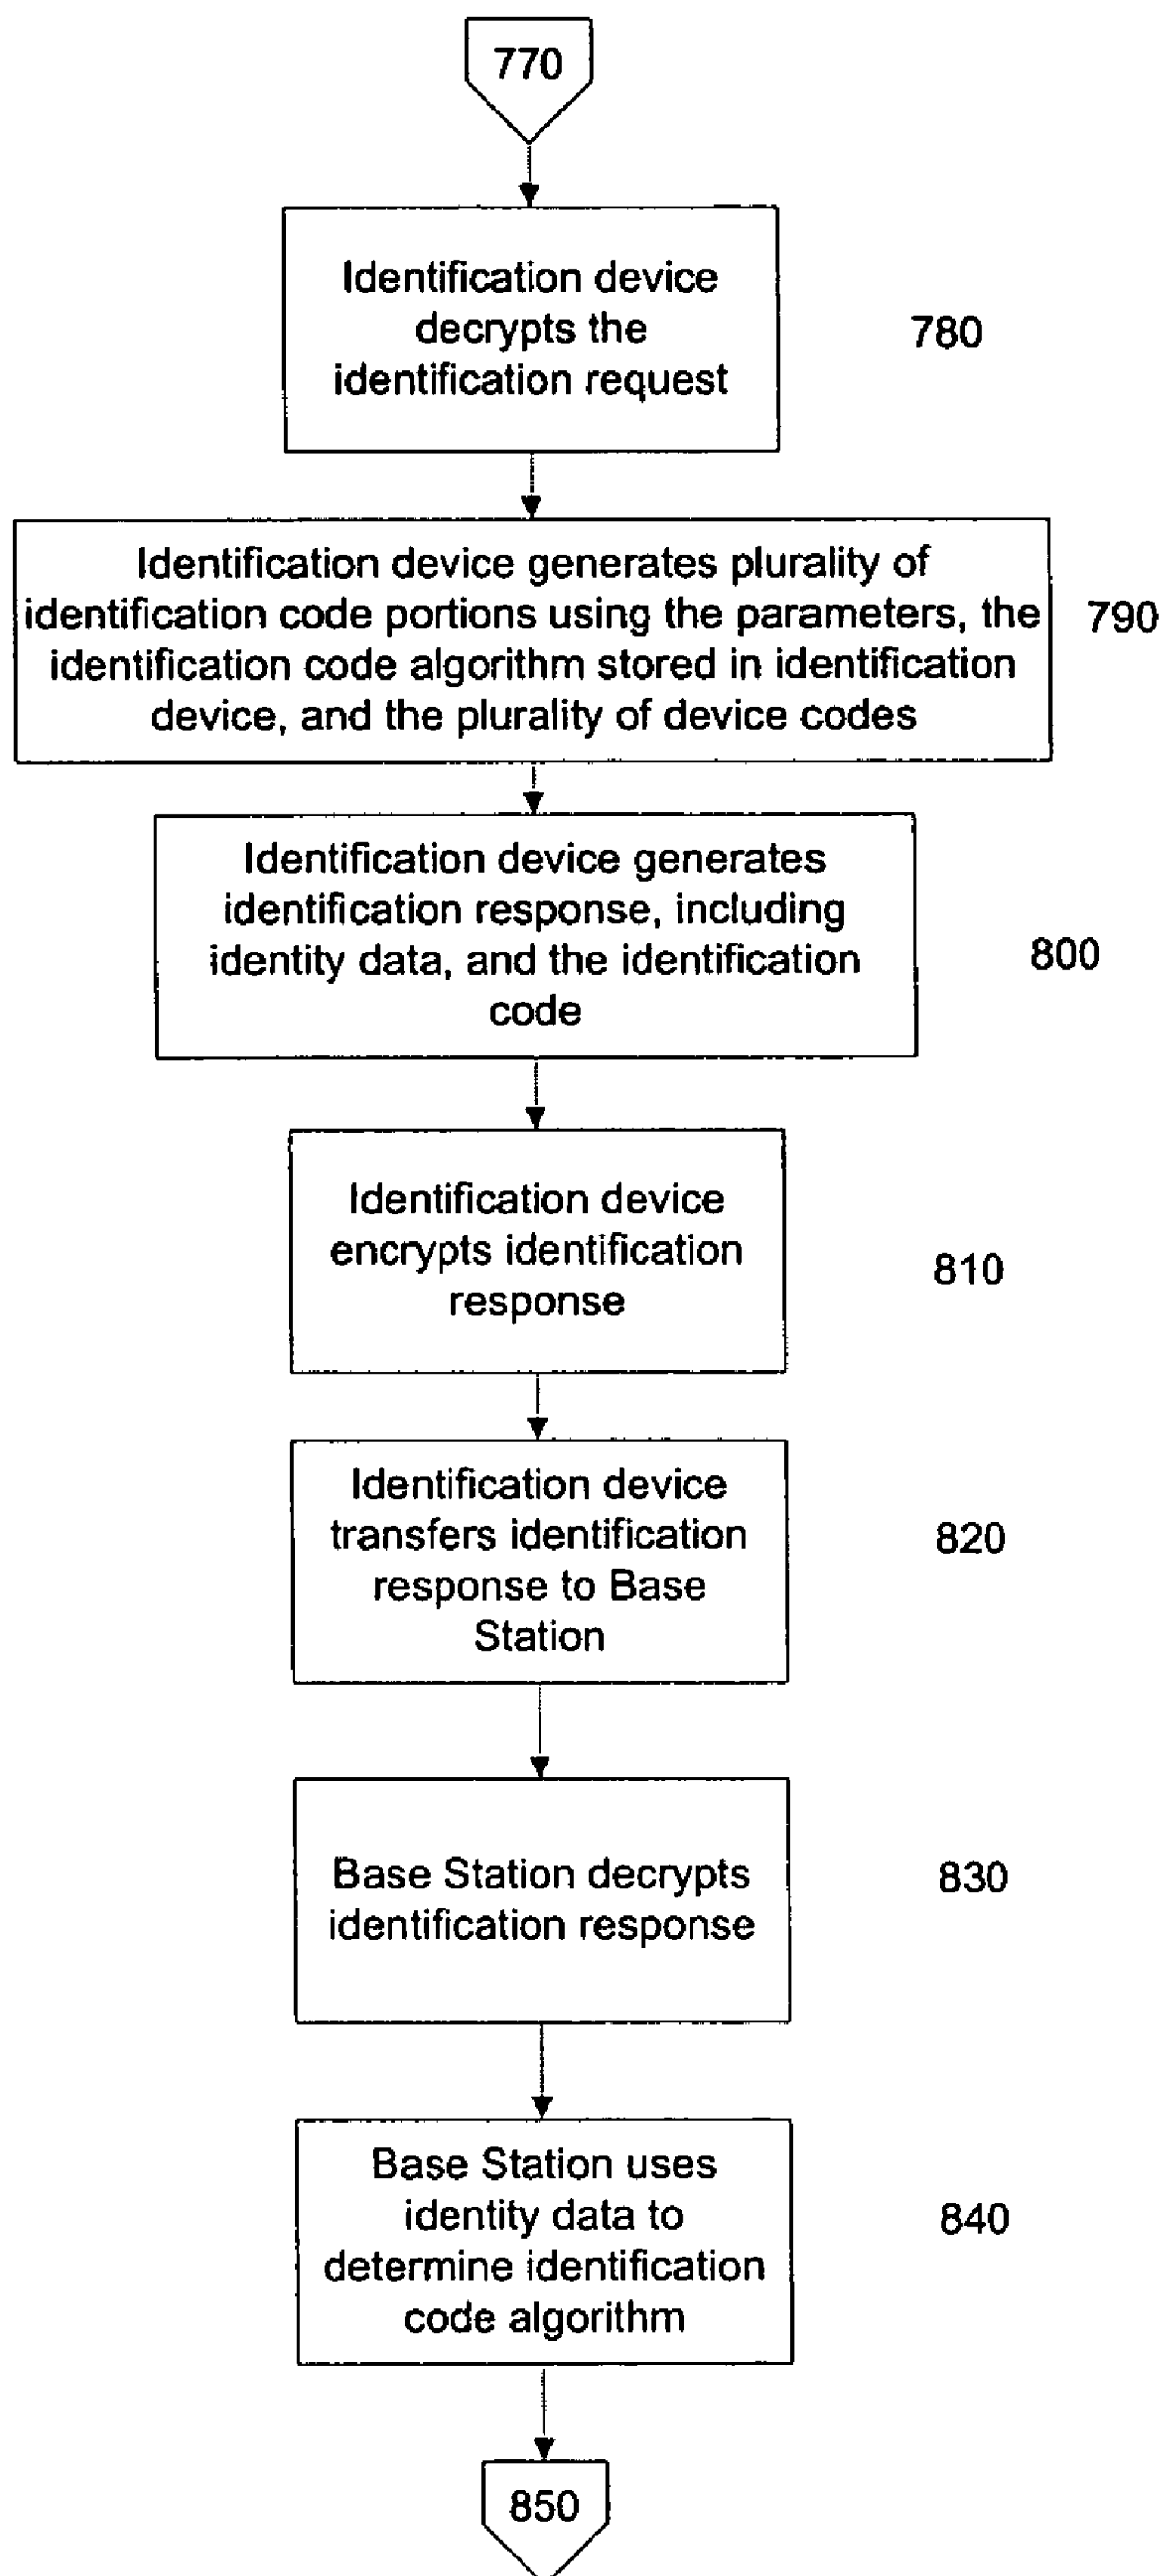 770
Identification device
decrypts the
identification request
780
Identification device generates plurality of
identification code portions using the parameters, the
identification code algorithm stored in identification
device, and the plurality of device codes
790
Identification device generates
identification response, including
identity data, and the identification
code
800
Identification device
encrypts identification
response
810
Identification device
transfers identification
response to Base
Station
820
Base Station decrypts
identification response
830
Base Station uses
identity data to
determine identification
code algorithm
840
850